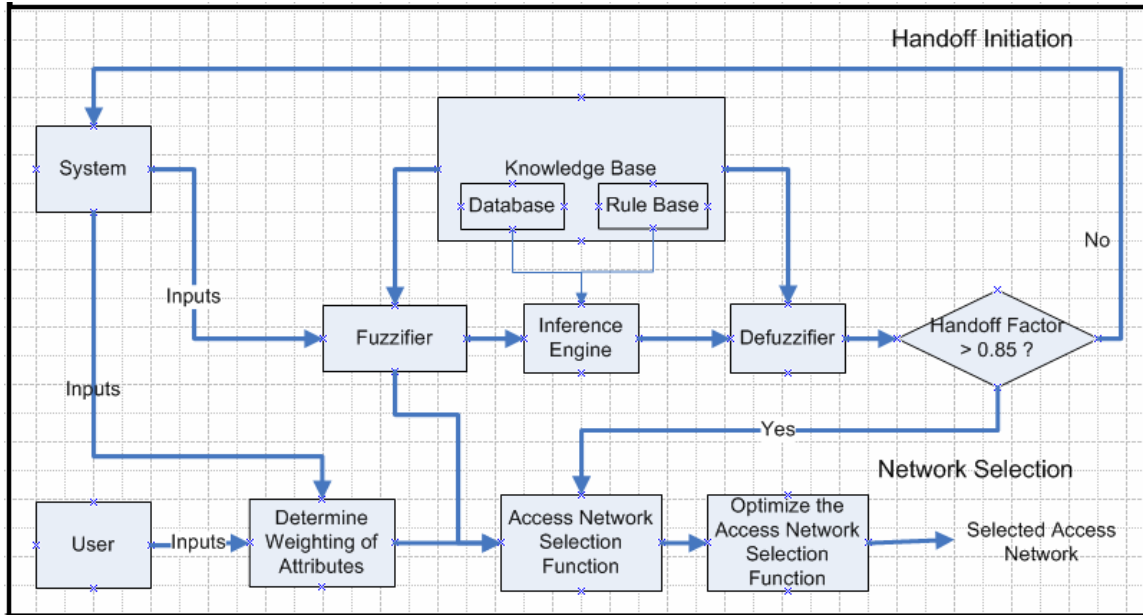 Handoff Initiation
System
Knowledge Base
Database
Rule Base
No
Inputs
Fuzzifier
Inference
Engine
Defuzzifier
Handoff Factor
> 0.85 ?
Inputs
Yes
Network Selection
User
Inputs
Determine
Weighting of
Attributes
Access Network
Selection
Function
Optimize the
Access Network
Selection
Function
Selected Access
Network